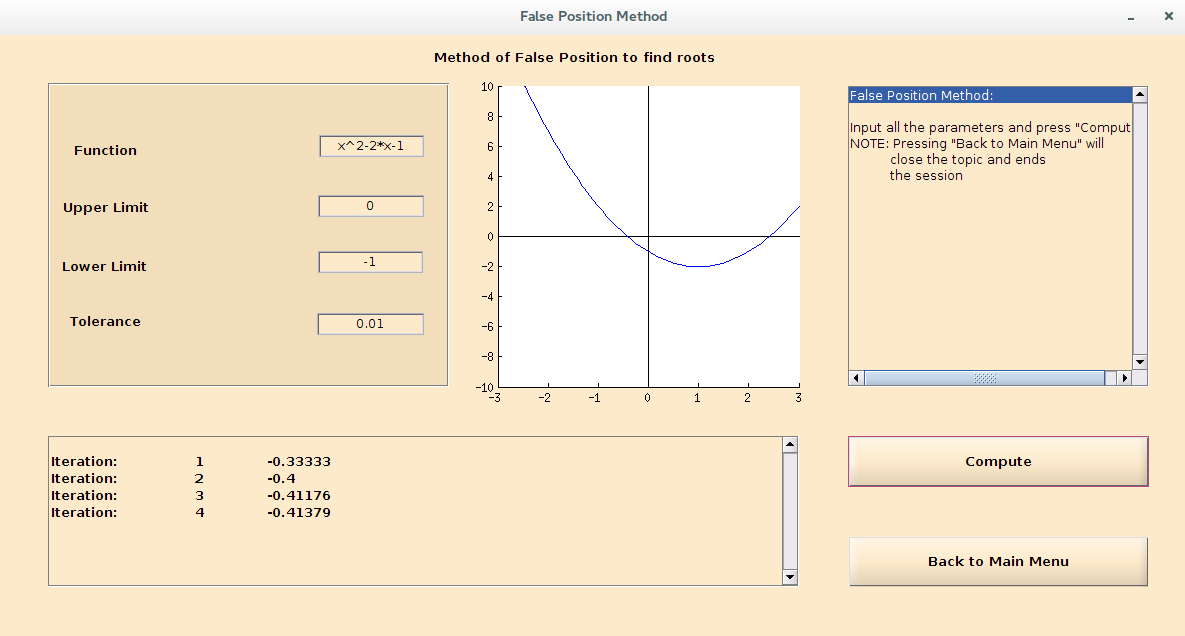 False Position Method
Method of False Position to find roots
Function
x^2-2*x-1
Upper Limit
0
Lower Limit
-1
Tolerance
0.01
10
8
6
4
2
0
-2
-4
-6
-8
-10
-3 -2 -1 0 1 2 3
False Position Method:
Input all the parameters and press "Comput
NOTE: Pressing "Back to Main Menu" will
close the topic and ends
the session
Iteration: 1 -0.33333
Iteration: 2 -0.4
Iteration: 3 -0.41176
Iteration: 4 -0.41379
Compute
Back to Main Menu